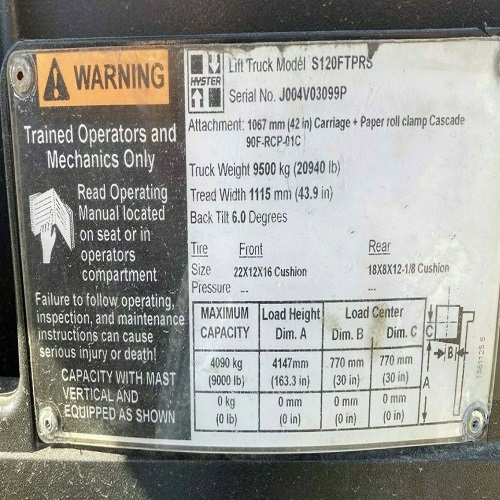 WARNING
Trained Operators and
Mechanics Only
Read Operating
Manual located
on seat or in
operators
compartment
Failure to follow operating,
inspection, and maintenance
instructions can cause
serious injury or death!
CAPACITY WITH MAST
VERTICAL AND
EQUIPPED AS SHOWN
HYSTER
Lift Truck Model S120FTPRS
Serial No. J004V03099P
Attachment: 1067 mm (42 in) Carriage + Paper roll clamp Cascade
90F-RCP-01C
Truck Weight 9500 kg (20940 lb)
Tread Width 1115 mm (43.9 in)
Back Tilt 6.0 Degrees
Tire Front Rear
Size 22X12X16 Cushion 18X8X12-1/8 Cushion
Pressure ... ...
MAXIMUM Load Height Load Center
CAPACITY Dim. A Dim. B Dim. C
4090 kg 4147mm 770 mm 770 mm
(9000 lb) (163.3 in) (30 in) (30 in)
0 kg 0 mm 0 mm 0 mm
(0 lb) (0 in) (0 in) (0 in)
C
B
A